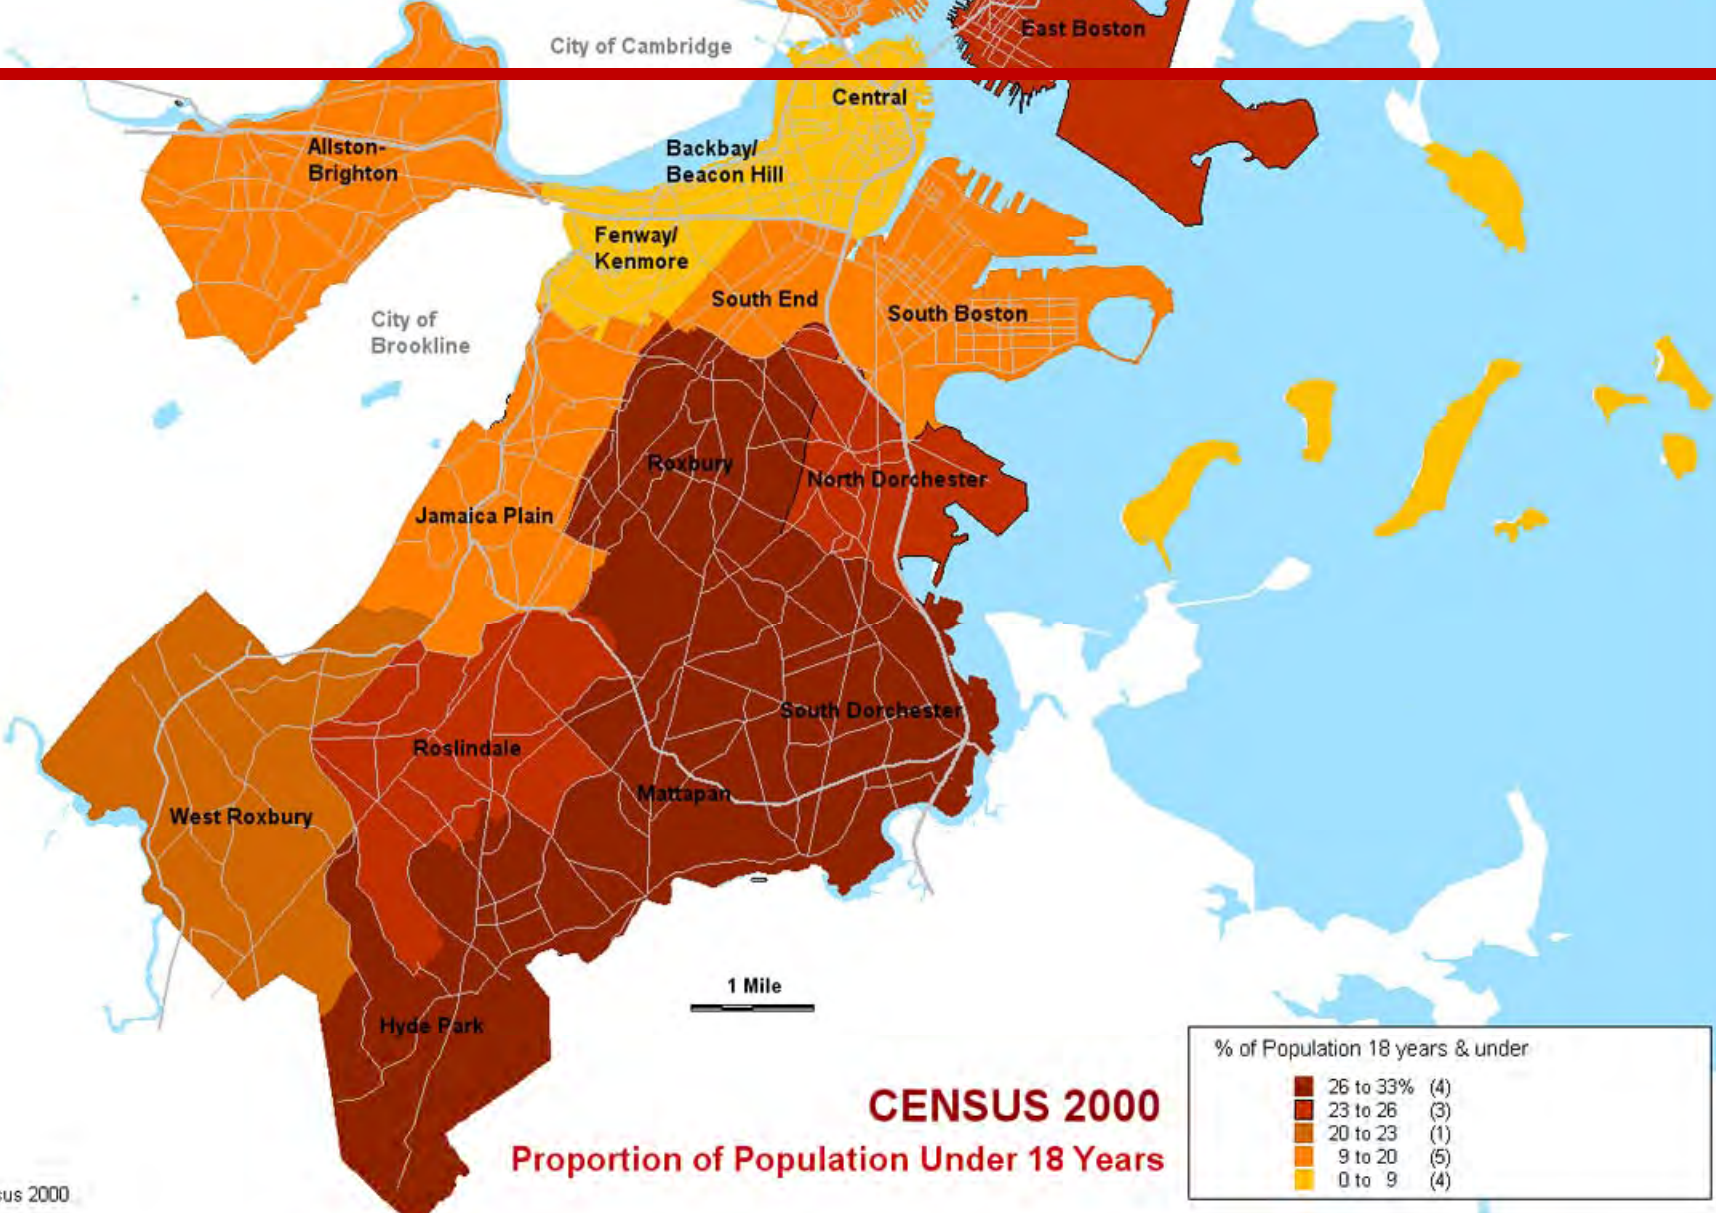 East Boston
City of Cambridge
Central
Allston-
Brighton
Backbay/
Beacon Hill
Fenway/
Kenmore
South End
South Boston
City of
Brookline
Roxbury
North Dorchester
Jamaica Plain
South Dorchester
Roslindale
Mattapan
West Roxbury
1 Mile
Hyde Park
% of Population 18 years & under
26 to 33% (4)
23 to 26 (3)
20 to 23 (1)
9 to 20 (5)
0 to 9 (4)
CENSUS 2000
Proportion of Population Under 18 Years
2000